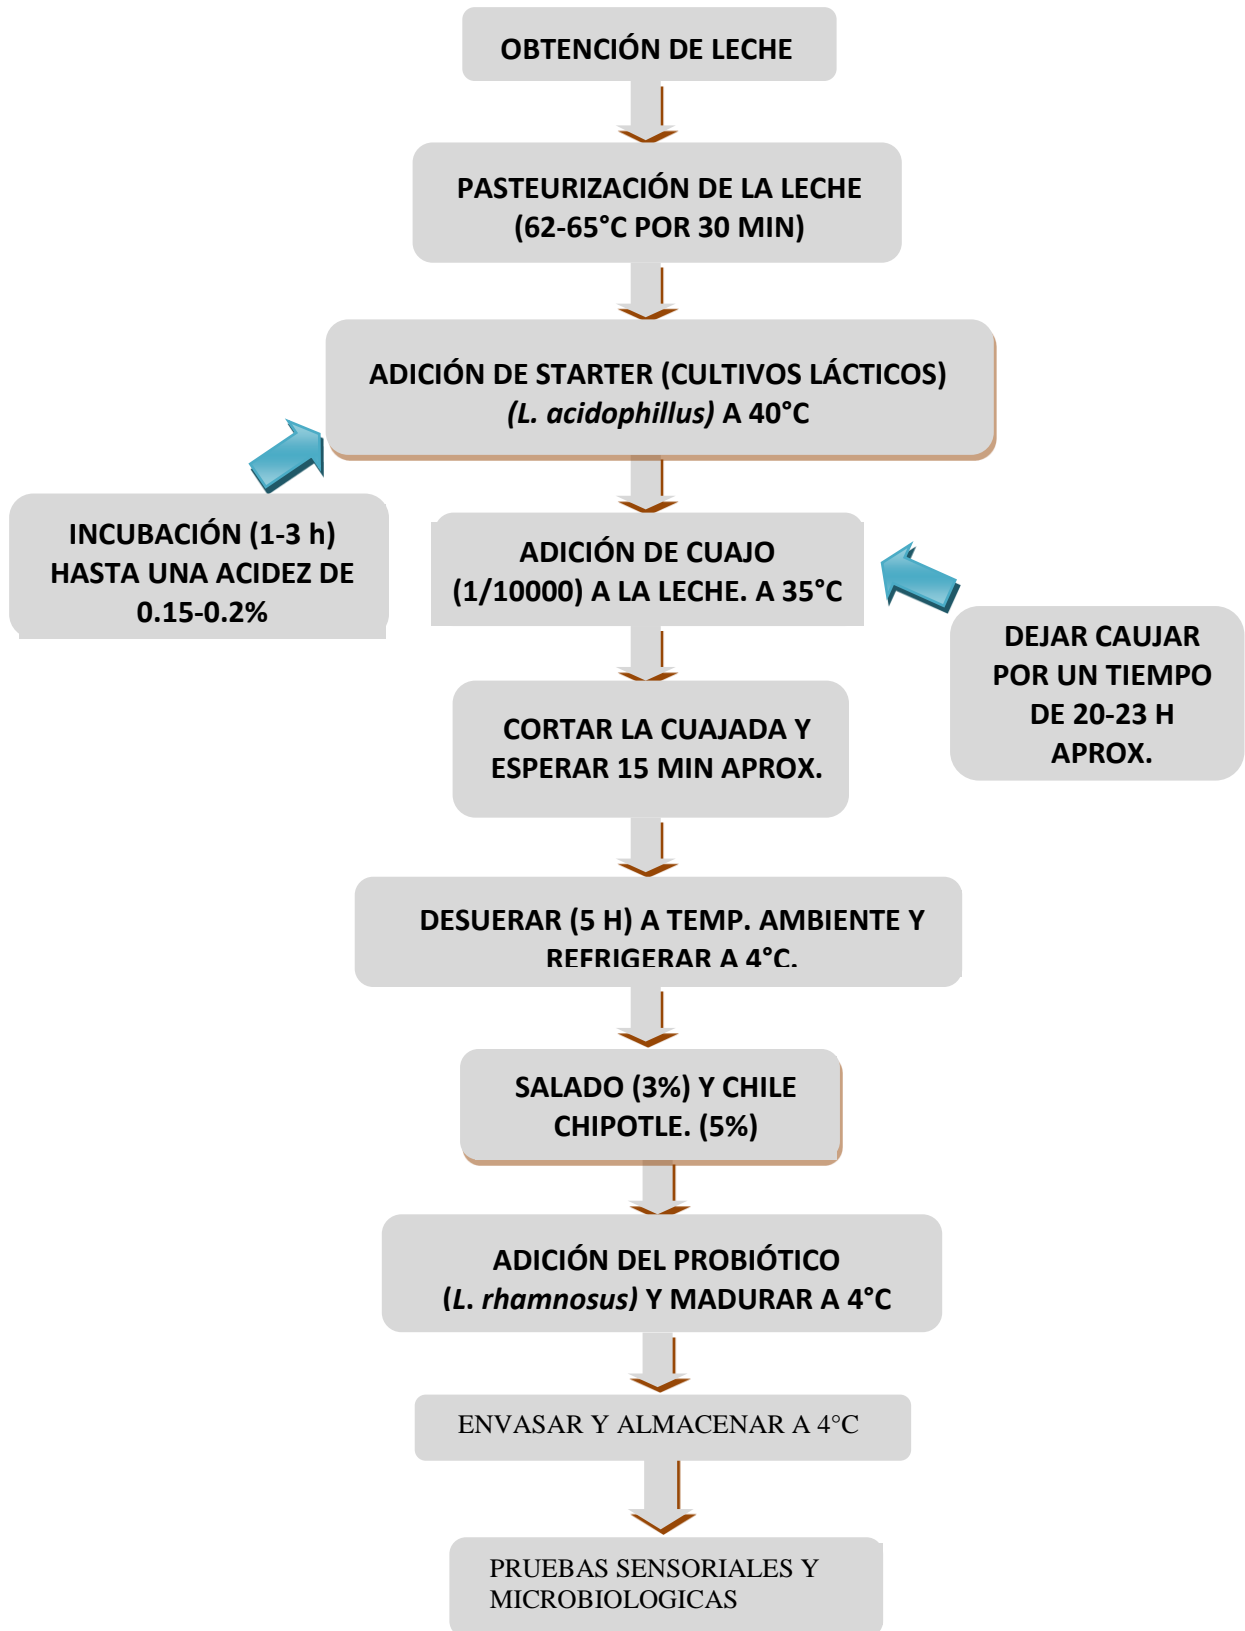 OBTENCIÓN DE LECHE
PASTEURIZACIÓN DE LA LECHE
(62-65°C POR 30 MIN)
ADICIÓN DE STARTER (CULTIVOS LÁCTICOS)
(L. acidophillus) A 40°C
INCUBACIÓN (1-3 h)
HASTA UNA ACIDEZ DE
0.15-0.2%
ADICIÓN DE CUAJO
(1/10000) A LA LECHE. A 35°C
DEJAR CAUJAR
POR UN TIEMPO
DE 20-23 H
APROX.
CORTAR LA CUAJADA Y
ESPERAR 15 MIN APROX.
DESUERAR (5 H) A TEMP. AMBIENTE Y
REFRIGERAR A 4°C.
SALADO (3%) Y CHILE
CHIPOTLE. (5%)
ADICIÓN DEL PROBIÓTICO
(L. rhamnosus) Y MADURAR A 4°C
ENVASAR Y ALMACENAR A 4°C
PRUEBAS SENSORIALES Y
MICROBIOLOGICAS